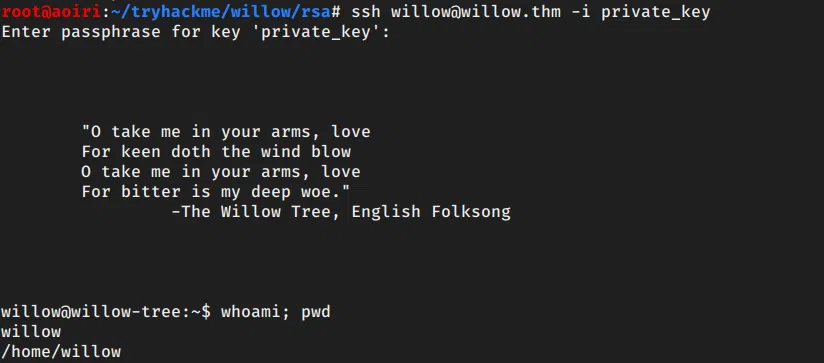 root@aoiri:~/tryhackme/willow/rsa# ssh willow@willow.thm -i private_key
Enter passphrase for key 'private_key':
"O take me in your arms, love
For keen doth the wind blow
O take me in your arms, love
For bitter is my deep woe."
-The Willow Tree, English Folksong
willow@willow-tree:~$ whoami; pwd
willow
/home/willow